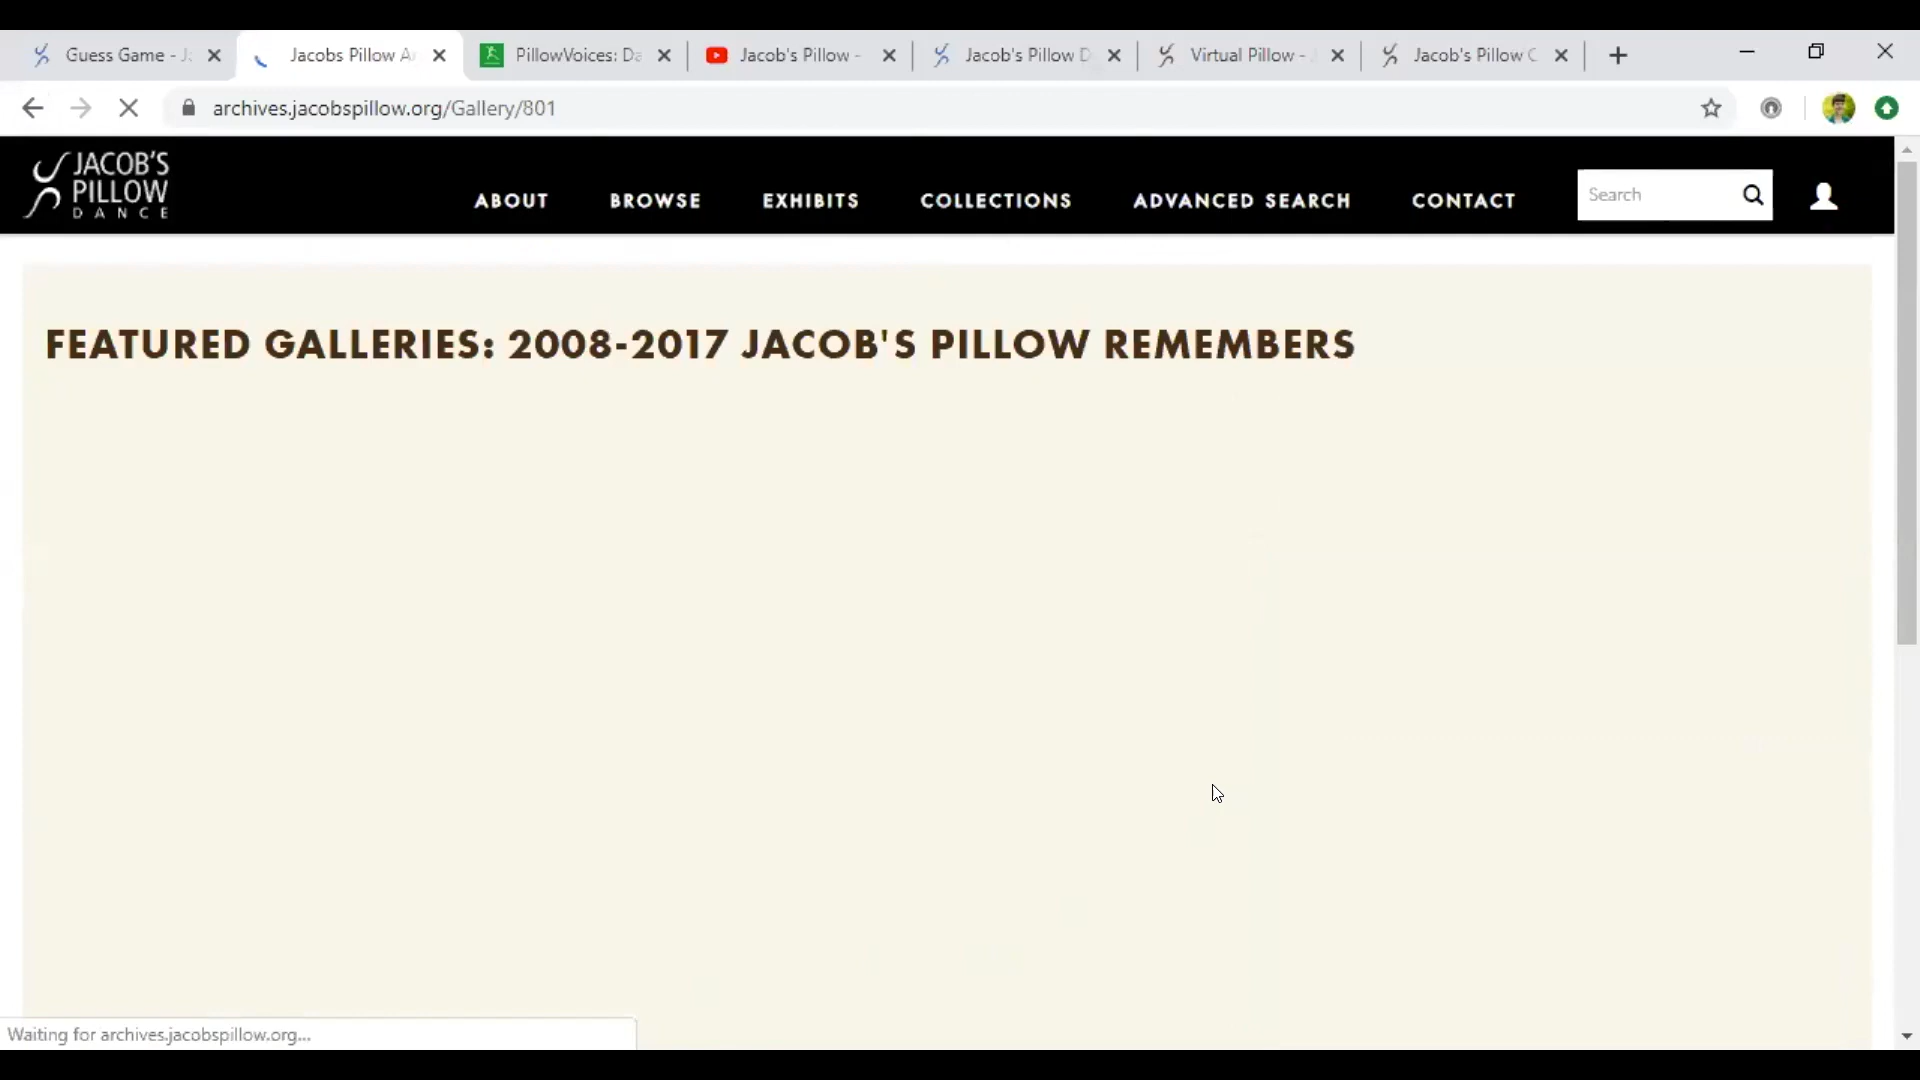 Guess Game - J
Jacobs Pillow A
PillowVoices: Da
Jacob's Pillow -
Jacob's Pillow D
Virtual Pillow -
Jacob's Pillow C
archives.jacobspillow.org/Gallery/801
JACOB'S
PILLOW
DANCE
ABOUT
BROWSE
EXHIBITS
COLLECTIONS
ADVANCED SEARCH
CONTACT
Search
FEATURED GALLERIES: 2008-2017 JACOB'S PILLOW REMEMBERS
Waiting for archives.jacobspillow.org...